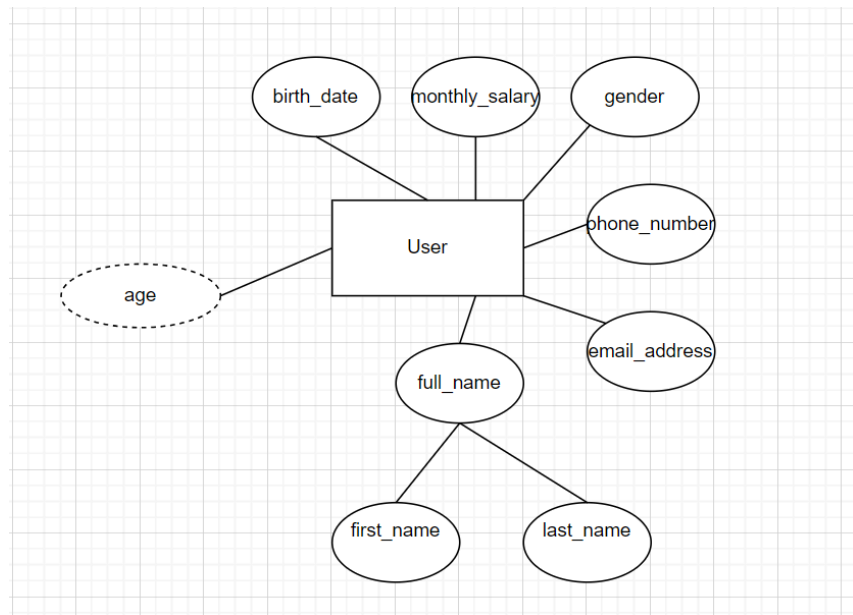 birth_date
monthly_salary
gender
phone_number
User
age
email_address
full_name
first_name
last_name